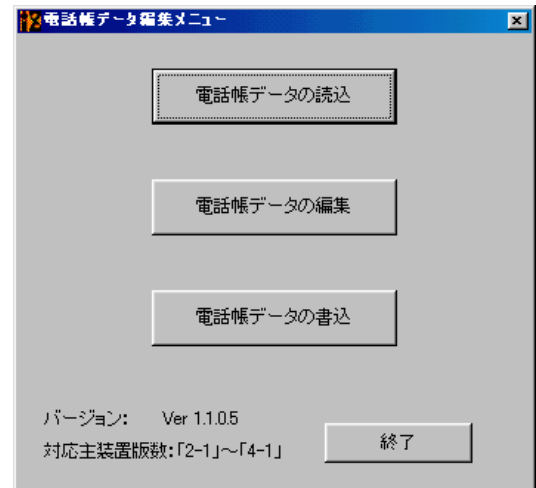 電話帳データ編集メニュー
電話帳データの読込
電話帳データの編集
電話帳データの書込
バージョン: Ver 1.1.0.5
対応主装置版数:「2-1」～「4-1」
終了